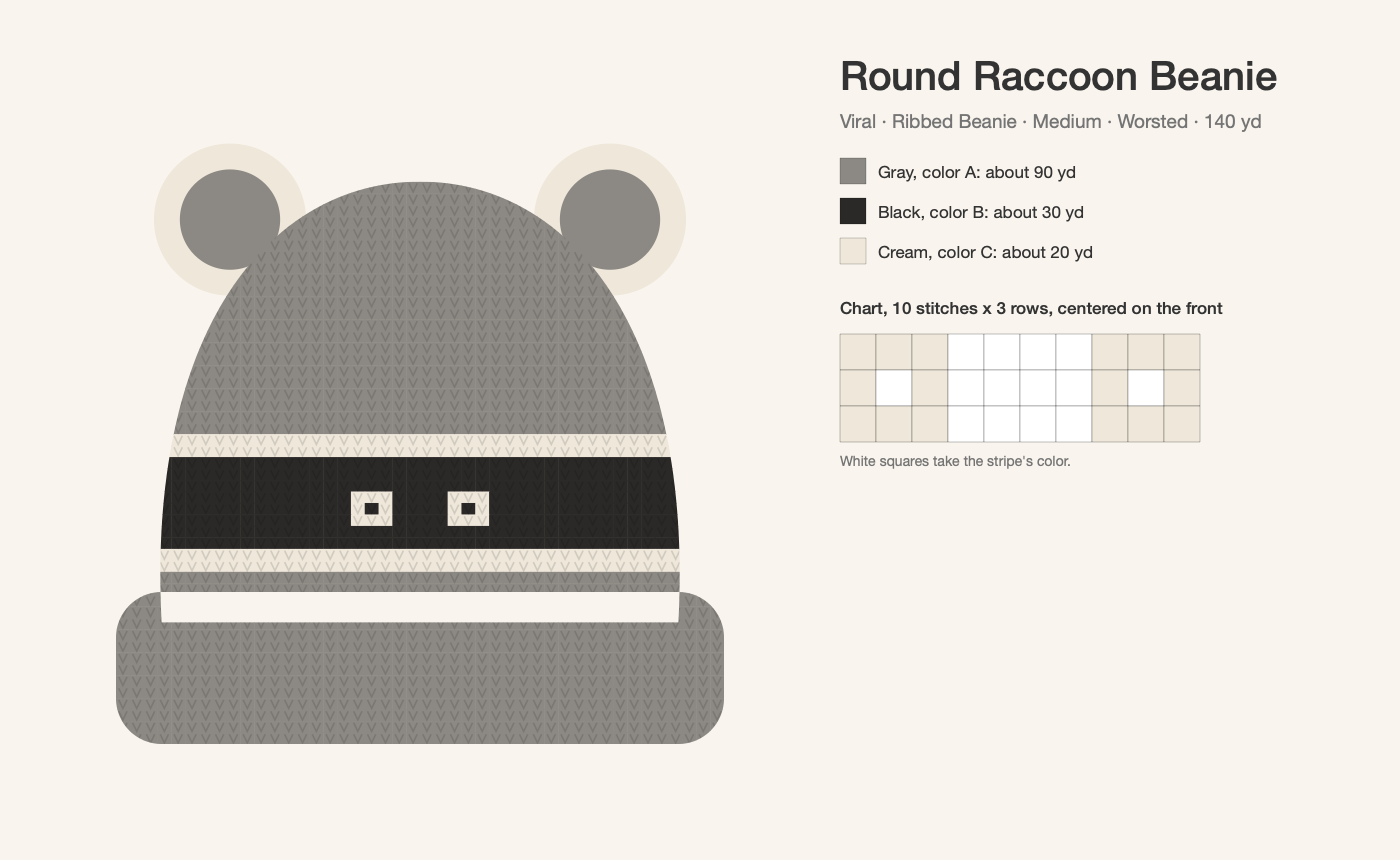 Round Raccoon Beanie
Viral · Ribbed Beanie · Medium · Worsted · 140 yd
Gray, color A: about 90 yd
Black, color B: about 30 yd
Cream, color C: about 20 yd
Chart, 10 stitches x 3 rows, centered on the front
White squares take the stripe's color.